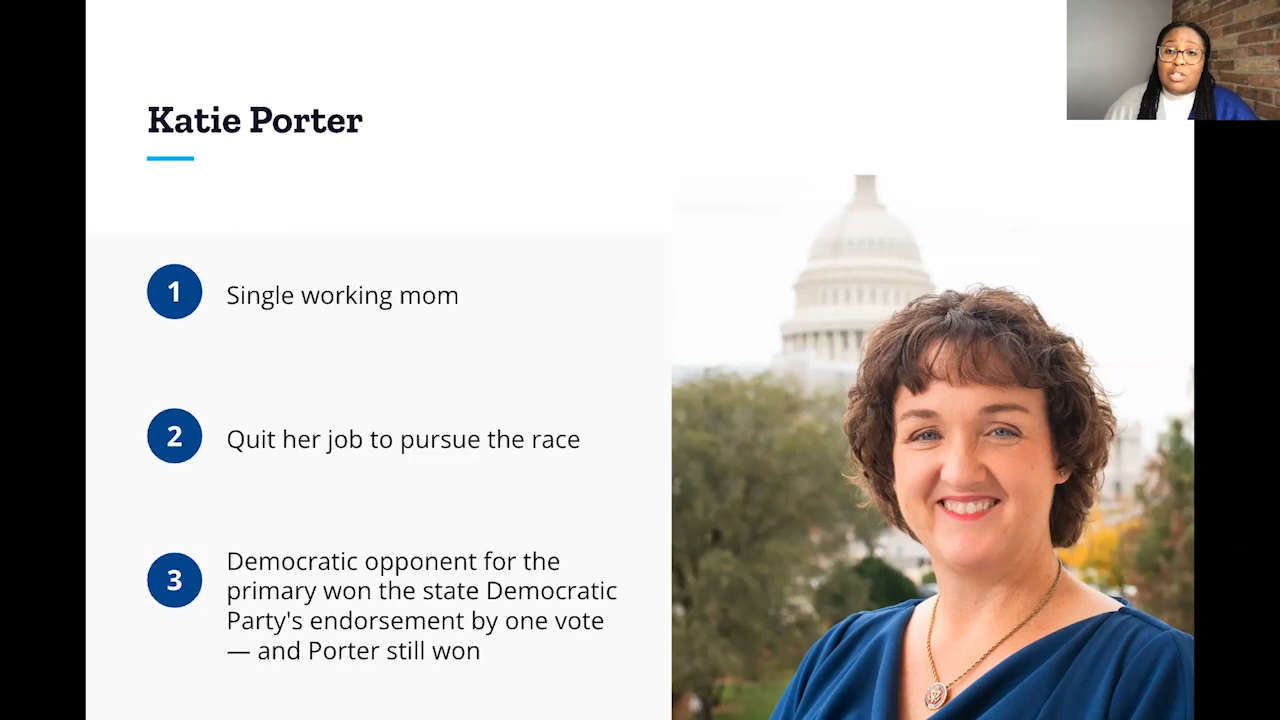 Katie Porter
1
Single working mom
2
Quit her job to pursue the race
3
Democratic opponent for the
primary won the state Democratic
Party's endorsement by one vote
— and Porter still won